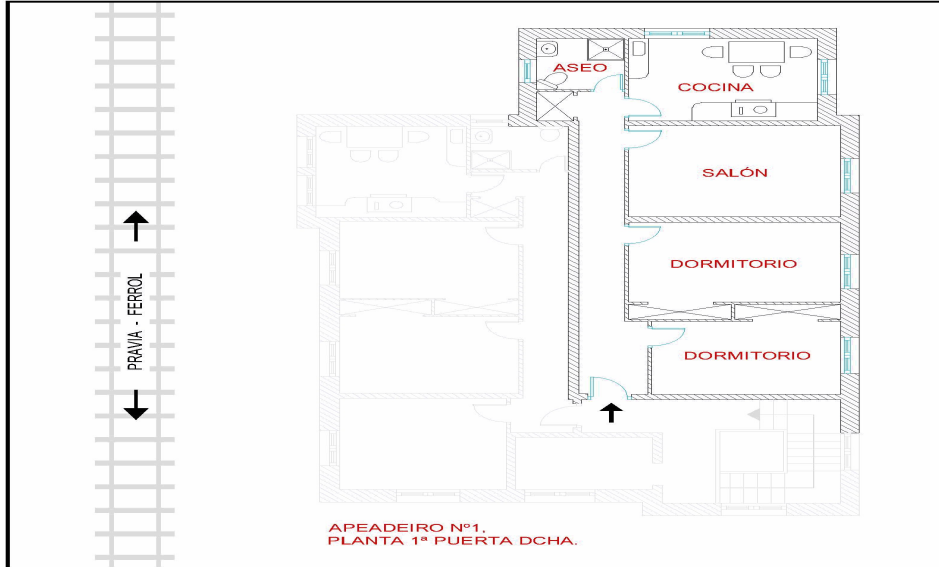 ASEO
COCINA
SALÓN
DORMITORIO
DORMITORIO
PRAVIA - FERROL
APEADEIRO Nº1,
PLANTA 1ª PUERTA DCHA.